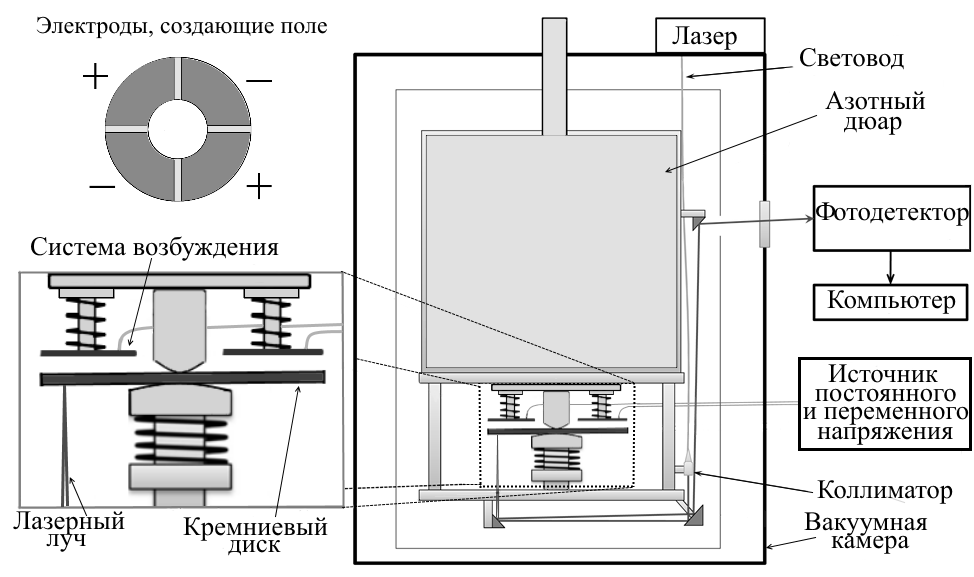 Электроды, создающие поле
+
−
−
+
Система возбуждения
Лазерный
луч
Кремниевый
диск
Лазер
Световод
Азотный
дюар
Фотодетектор
Компьютер
Источник
постоянного
и переменного
напряжения
Коллиматор
Вакуумная
камера